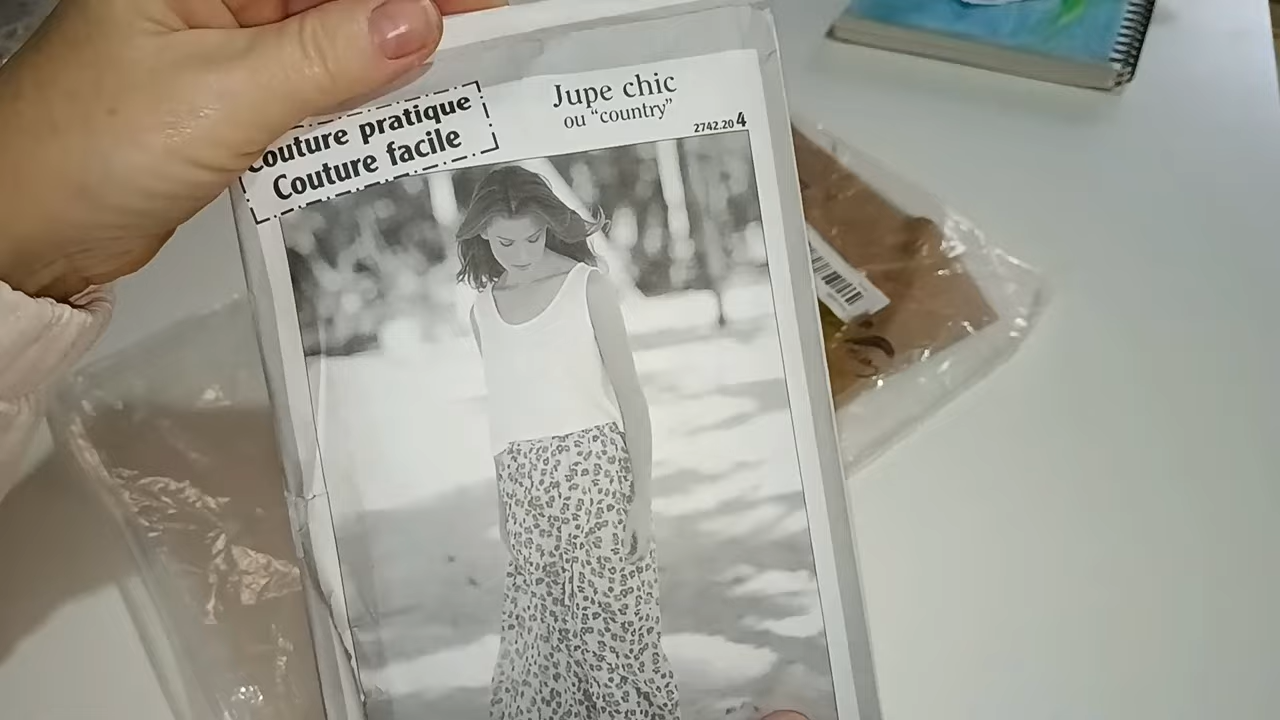 Couture pratique
Couture facile
Jupe chic
ou “country”
2742.20 4